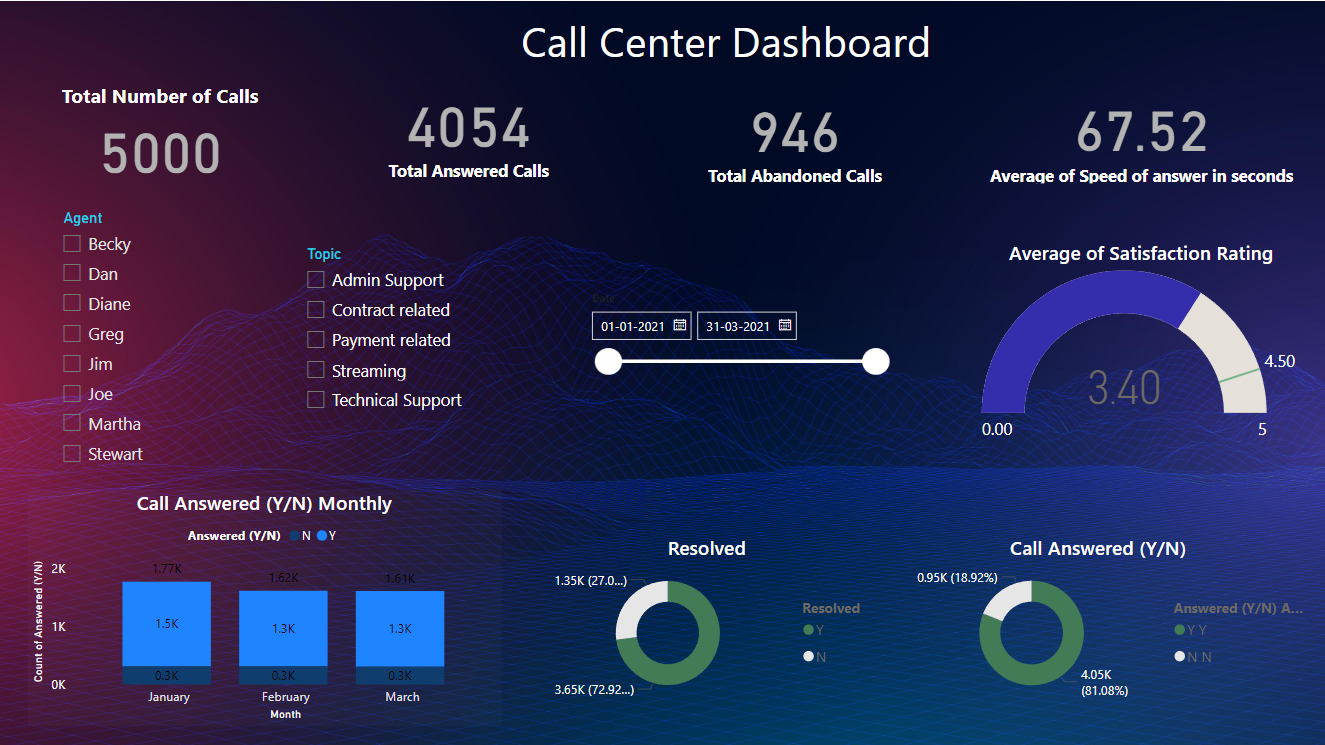 Call Center Dashboard
Total Number of Calls
5000
4054
Total Answered Calls
946
Total Abandoned Calls
67.52
Average of Speed of answer in seconds
Agent
Becky
Dan
Diane
Greg
Jim
Joe
Martha
Stewart
Topic
Admin Support
Contract related
Payment related
Streaming
Technical Support
Date
01-01-2021
31-03-2021
Average of Satisfaction Rating
3.40
4.50
0.00
5
Call Answered (Y/N) Monthly
Answered (Y/N) N Y
Count of Answered (Y/N)
2K
1K
0K
1.77K
1.62K
1.61K
1.5K
1.3K
1.3K
0.3K
0.3K
0.3K
January
February
March
Month
Resolved
1.35K (27.0...)
3.65K (72.92...)
Resolved
Y
N
Call Answered (Y/N)
0.95K (18.92%)
4.05K
(81.08%)
Answered (Y/N) A...
Y Y
N N